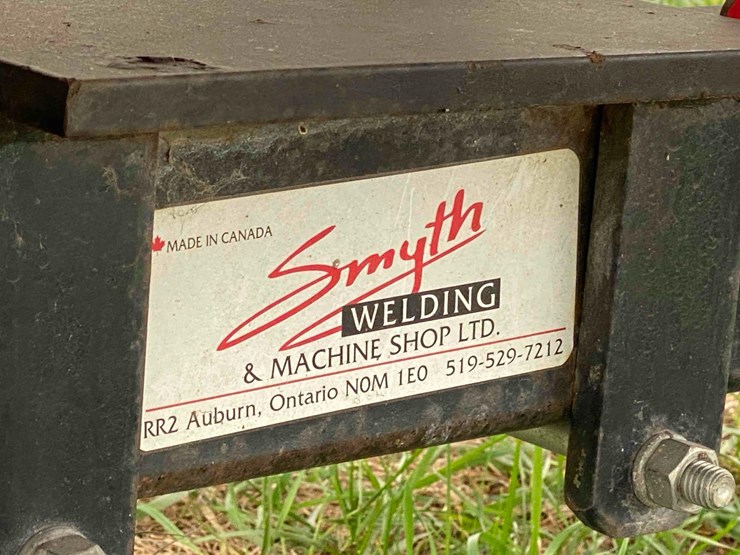 MADE IN CANADA
Smyth
WELDING
& MACHINE SHOP LTD.
RR2 Auburn, Ontario N0M 1E0 519-529-7212